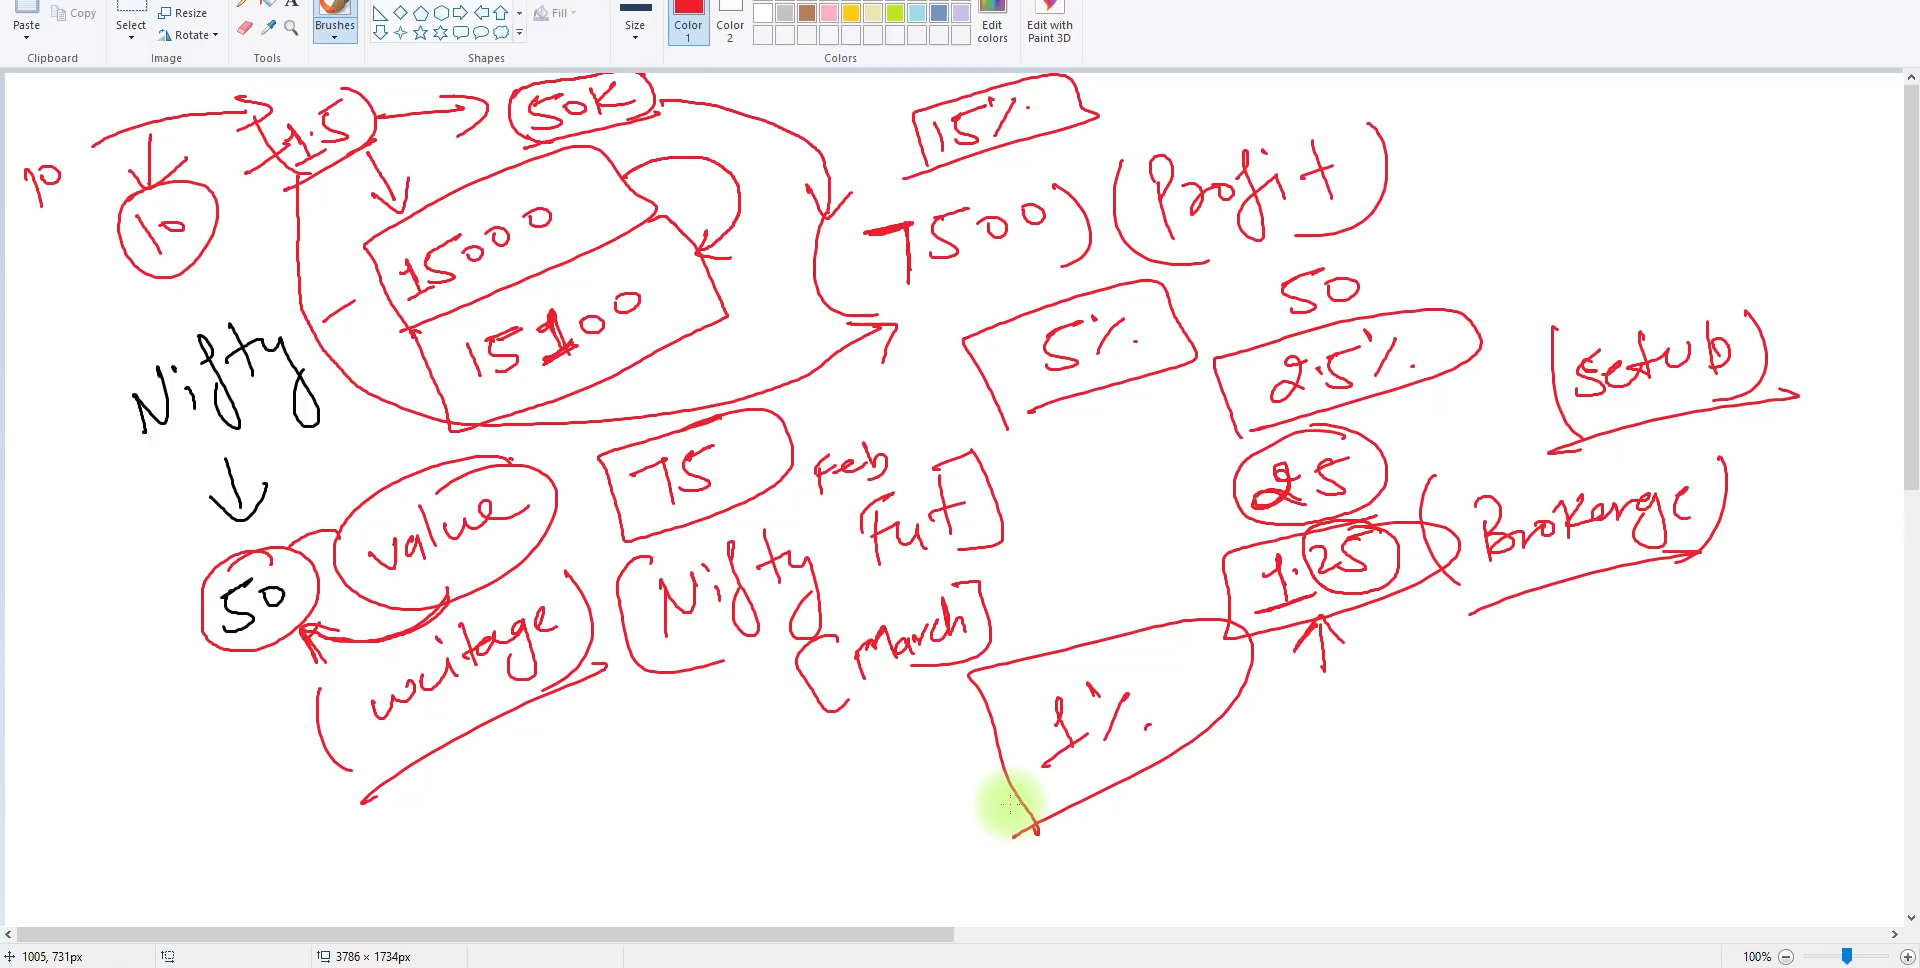 Paste
Copy
Select
Resize
Rotate
A
Brushes
Fill
Size
Color 1
Color 2
Edit colors
Edit with Paint 3D
Clipboard
Image
Tools
Shapes
Colors
10
1.5
50K
15%
10
15000
7500
(Profit)
15100
5%
50
2.5%
[Setub)
Nifty
75
Feb
Fut
25
value
50
1.25
(Brokerge)
Nifty
March
(weitage)
1%
1005, 731px
3786 × 1734px
100%